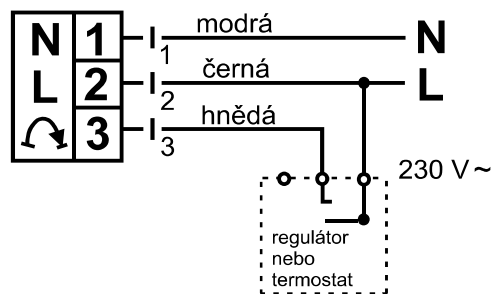 N 1 1 modrá N
L 2 2 černá L
3 3 hnědá
230 V ~
regulátor
nebo
termostat